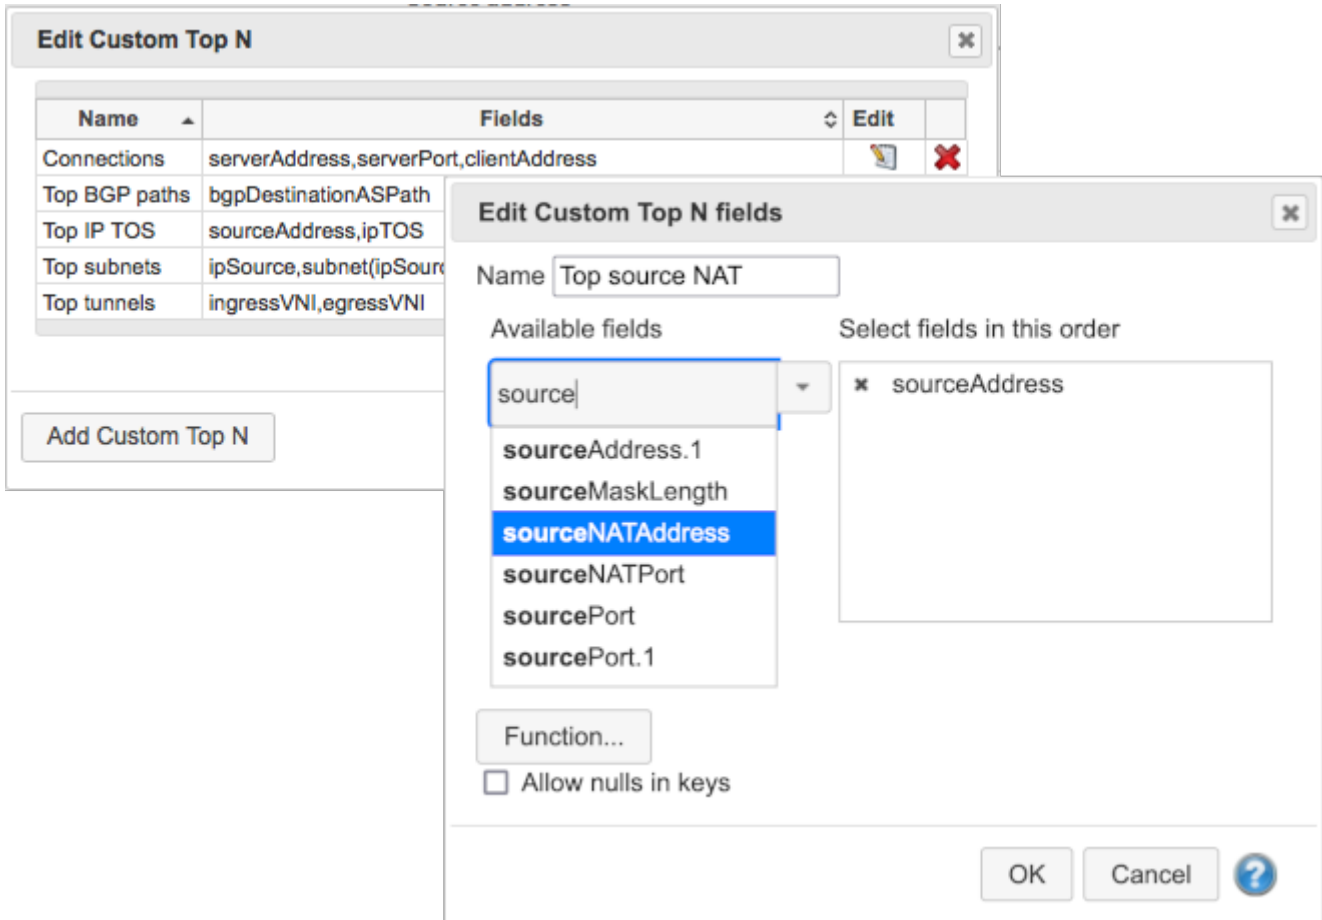 Edit Custom Top N
Name Fields Edit
Connections serverAddress,serverPort,clientAddress
Top BGP paths bgpDestinationASPath
Top IP TOS sourceAddress,ipTOS
Top subnets ipSource,subnet(ipSourc
Top tunnels ingressVNI,egressVNI
Add Custom Top N
Edit Custom Top N fields
Name Top source NAT
Available fields Select fields in this order
source
sourceAddress
sourceAddress.1
sourceMaskLength
sourceNATAddress
sourceNATPort
sourcePort
sourcePort.1
Function...
Allow nulls in keys
OK Cancel ?